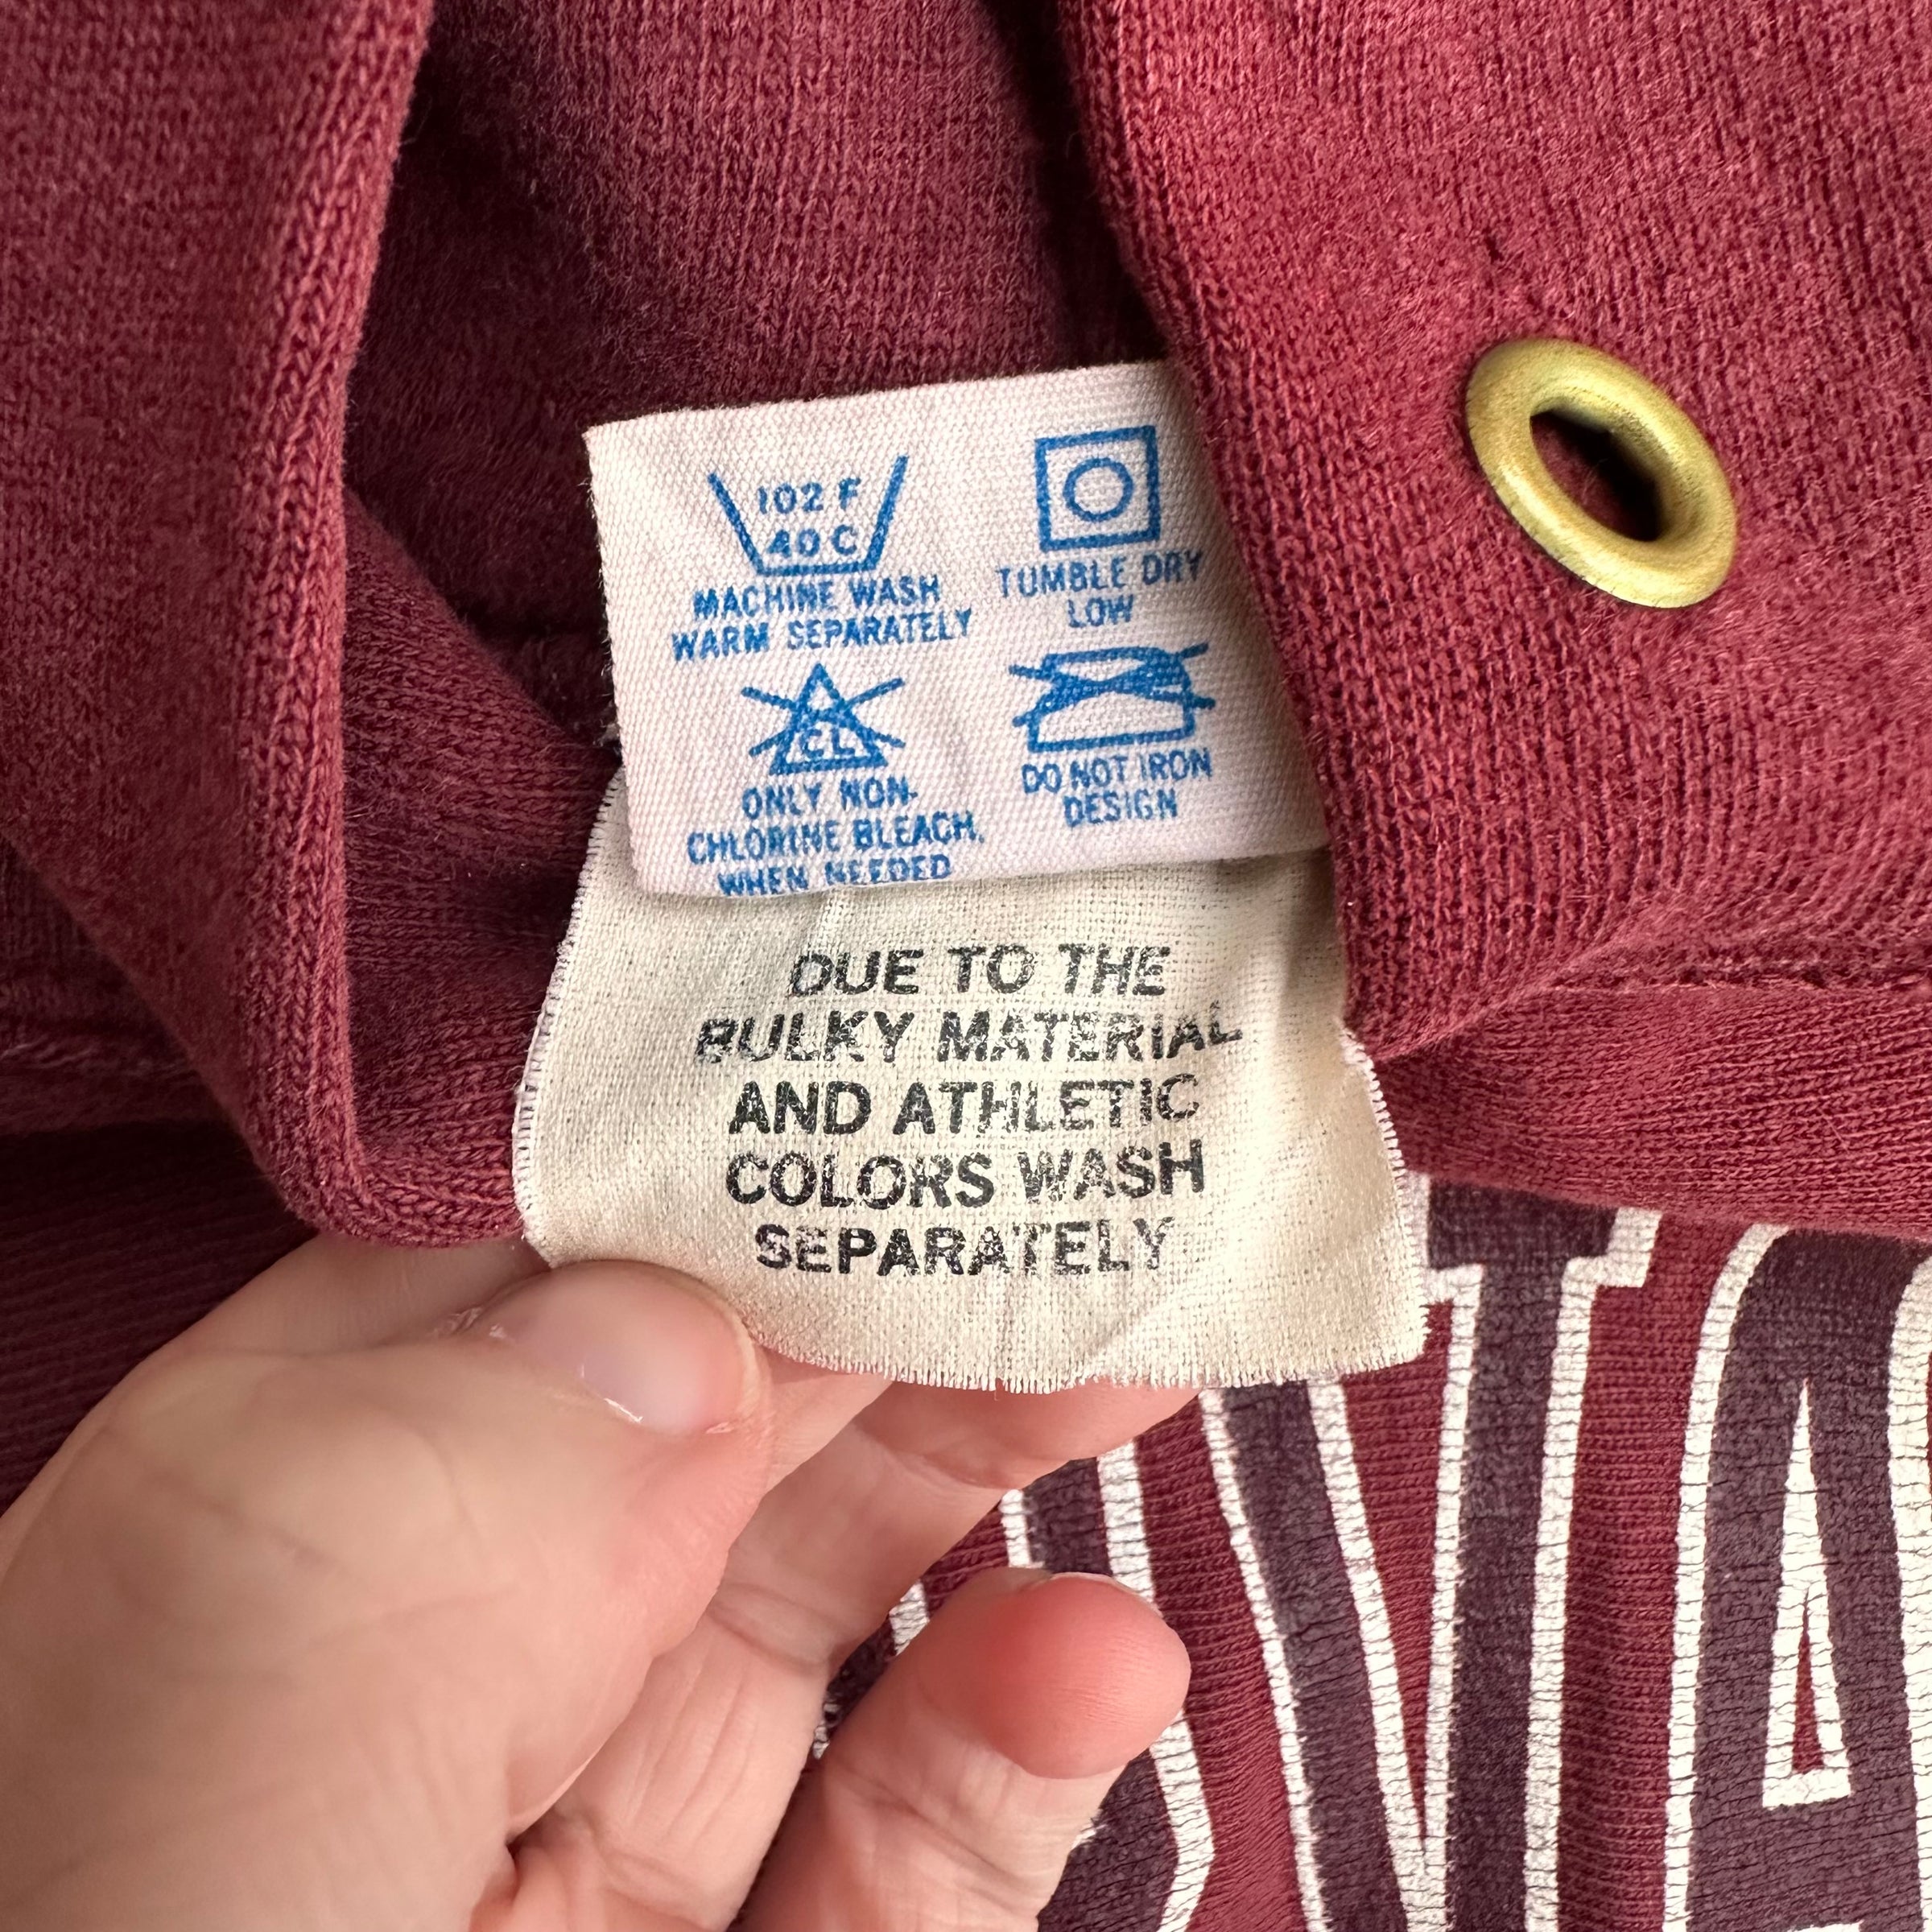 102 F
40 C
MACHINE WASH
WARM SEPARATELY
TUMBLE DRY
LOW
CL
ONLY NON-
CHLORINE BLEACH,
WHEN NEEDED
DO NOT IRON
DESIGN
DUE TO THE
BULKY MATERIAL
AND ATHLETIC
COLORS WASH
SEPARATELY